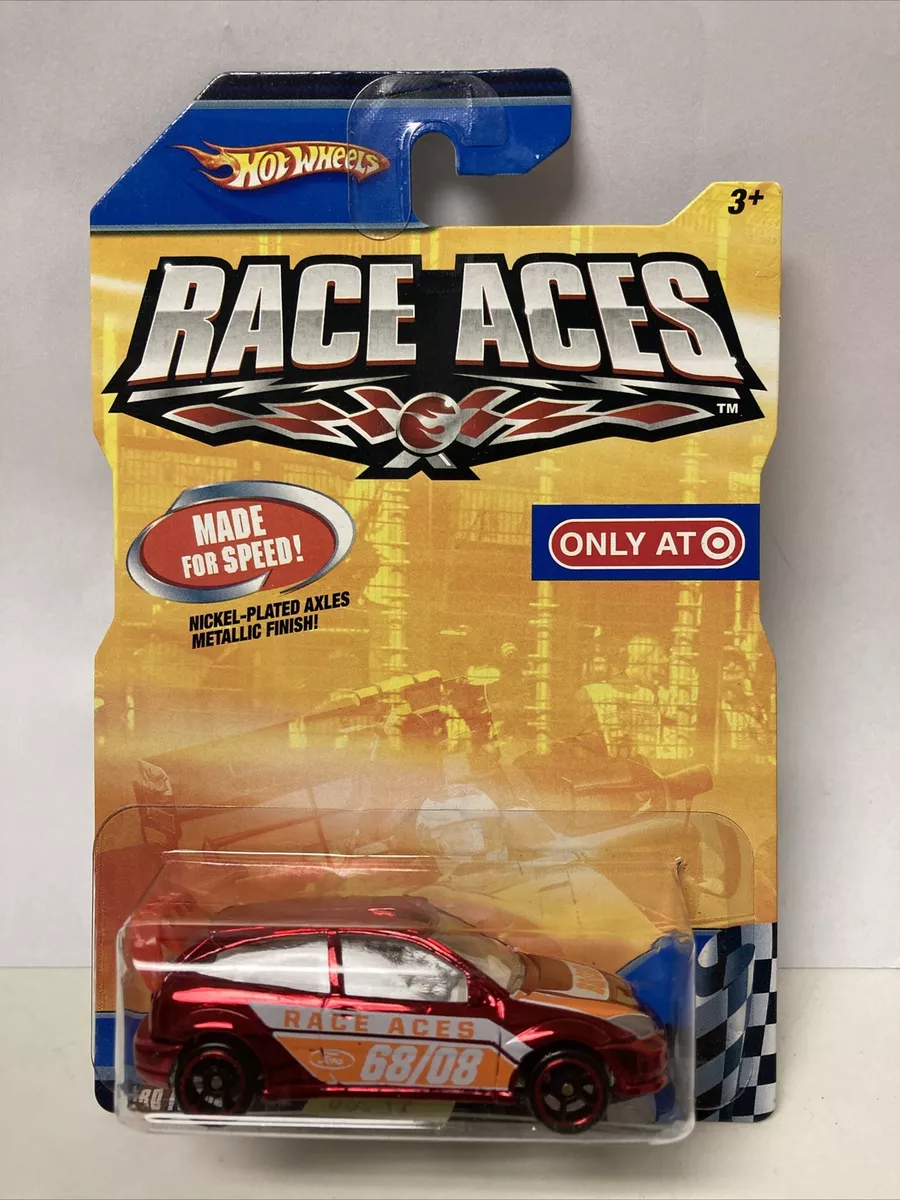 HOT WHEELS
3+
RACE ACES
TM
MADE
FOR SPEED!
ONLY AT
NICKEL-PLATED AXLES
METALLIC FINISH!
RACE ACES
Ford
68/08